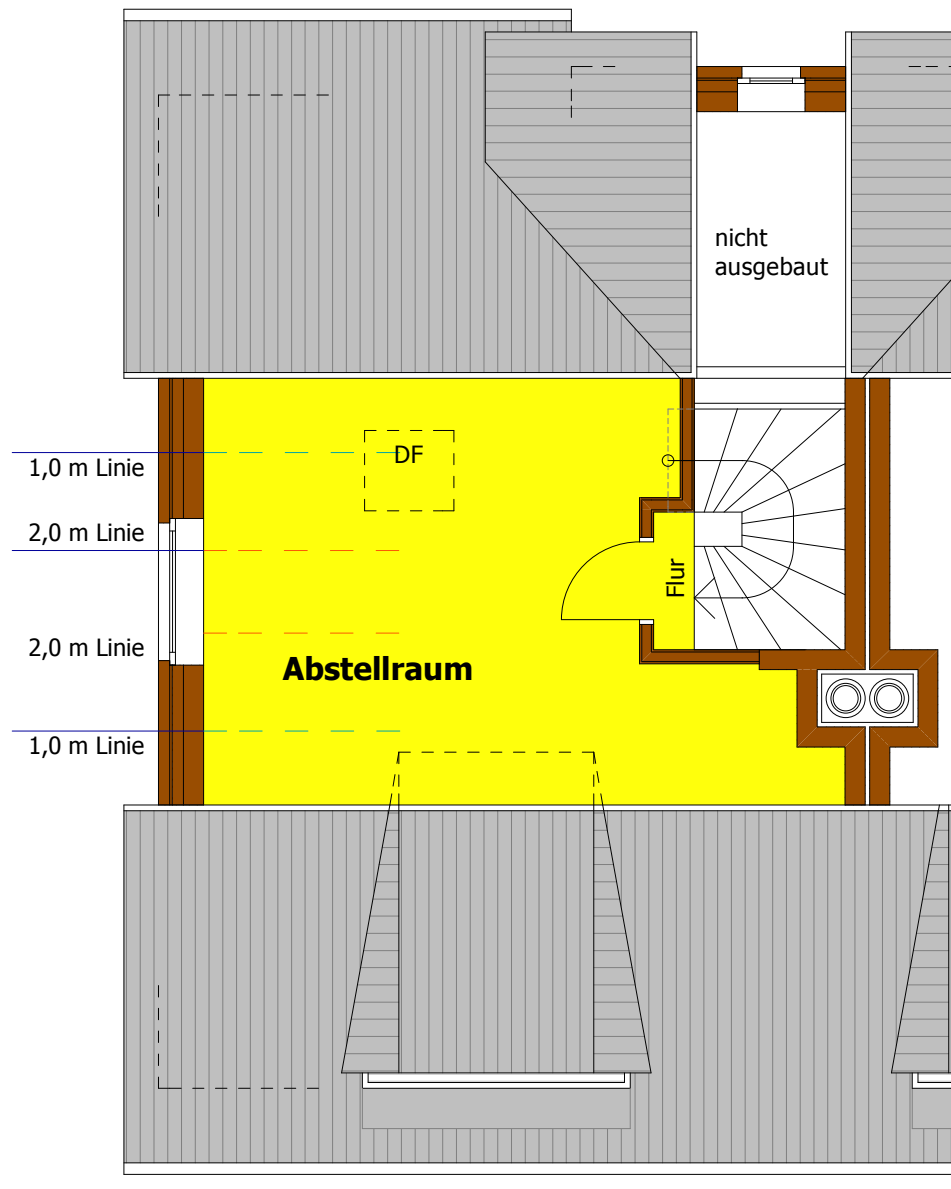 nicht
ausgebaut
DF
1,0 m Linie
2,0 m Linie
Flur
2,0 m Linie
Abstellraum
1,0 m Linie